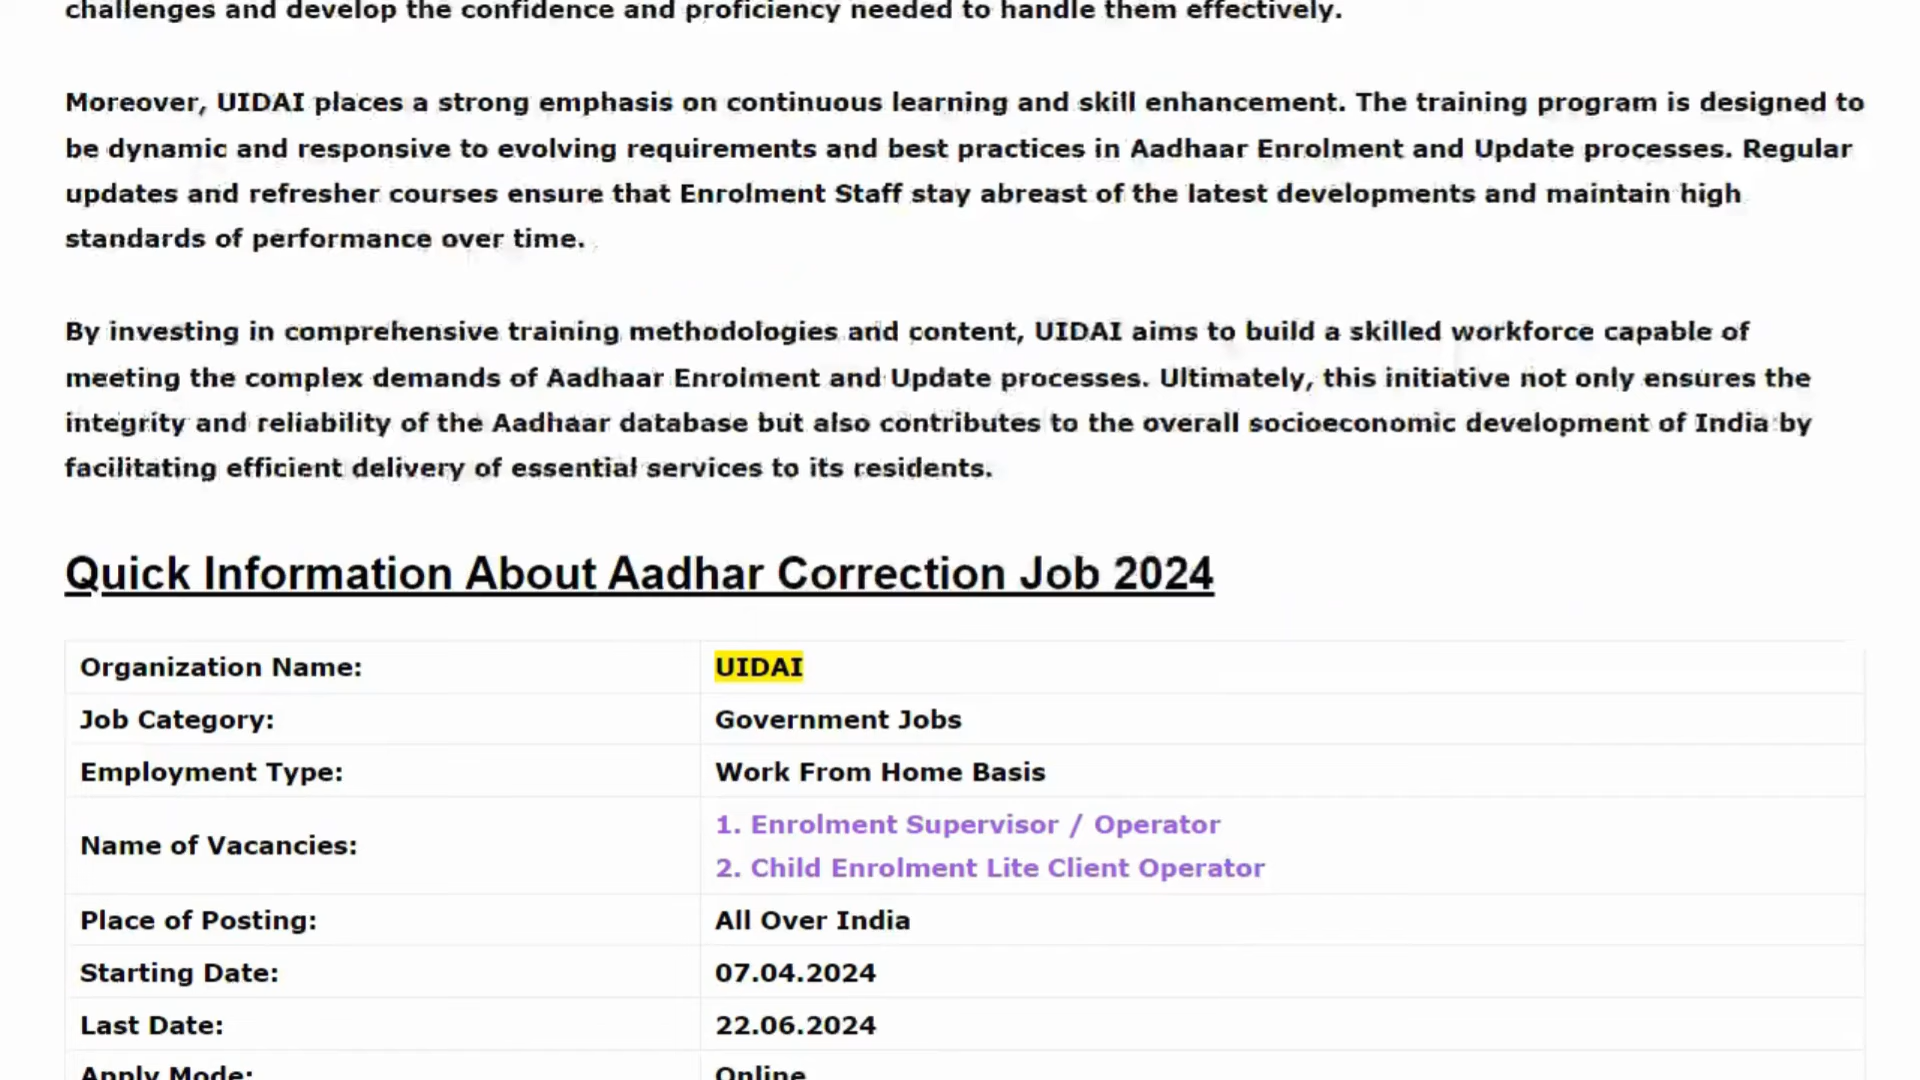 challenges and develop the confidence and proficiency needed to handle them effectively.
Moreover, UIDAI places a strong emphasis on continuous learning and skill enhancement. The training program is designed to
be dynamic and responsive to evolving requirements and best practices in Aadhaar Enrolment and Update processes. Regular
updates and refresher courses ensure that Enrolment Staff stay abreast of the latest developments and maintain high
standards of performance over time.
By investing in comprehensive training methodologies and content, UIDAI aims to build a skilled workforce capable of
meeting the complex demands of Aadhaar Enrolment and Update processes. Ultimately, this initiative not only ensures the
integrity and reliability of the Aadhaar database but also contributes to the overall socioeconomic development of India by
facilitating efficient delivery of essential services to its residents.
Quick Information About Aadhar Correction Job 2024
Organization Name: UIDAI
Job Category: Government Jobs
Employment Type: Work From Home Basis
Name of Vacancies: 1. Enrolment Supervisor / Operator
2. Child Enrolment Lite Client Operator
Place of Posting: All Over India
Starting Date: 07.04.2024
Last Date: 22.06.2024
Apply Mode: Online